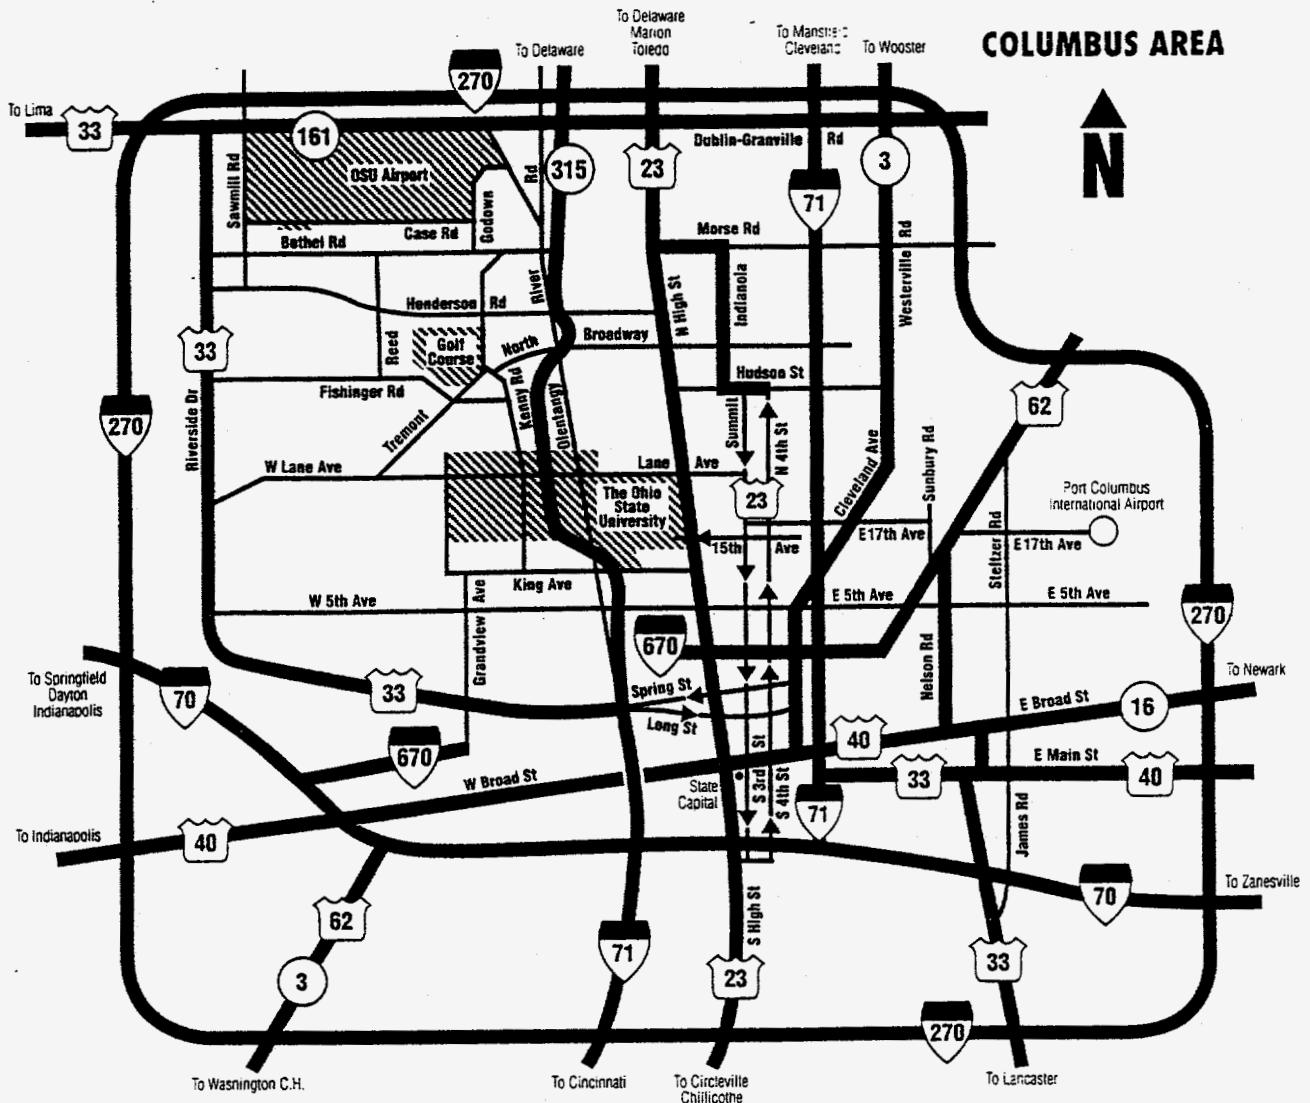 COLUMBUS AREA
N
To Delaware
To Delaware
Marion
Toledo
Cleveland
To Wooster
270
To Lima
33
161
Dublin-Granville Rd
OSU Airport
315
23
71
3
Sawmill Rd
Godown
Rd
Case Rd
Bethel Rd
Morse Rd
Westerville Rd
River
N High St
Indianola
Henderson Rd
33
Reed
Golf
Course
North
Broadway
Hudson St
62
Fishinger Rd
Kenny Rd
Olentangy
270
Riverside Dr
Tremont
Summit
N 4th St
W Lane Ave
Lane Ave
Cleveland Ave
Sunbury Rd
The Ohio
State
University
23
Port Columbus
International Airport
15th Ave
E17th Ave
Steltzer Rd
E17th Ave
King Ave
W 5th Ave
E 5th Ave
E 5th Ave
270
Grandview Ave
670
Nelson Rd
To Springfield
Dayton
Indianapolis
70
33
Spring St
Long St
To Newark
E Broad St
16
40
670
W Broad St
State
Capital
S 3rd St
S 4th St
33
E Main St
40
71
James Rd
To Indianapolis
40
70
To Zanesville
62
3
71
S High St
23
33
270
To Wasnington C.H.
To Cincinnati
To Circleville
Chillicothe
To Lancaster